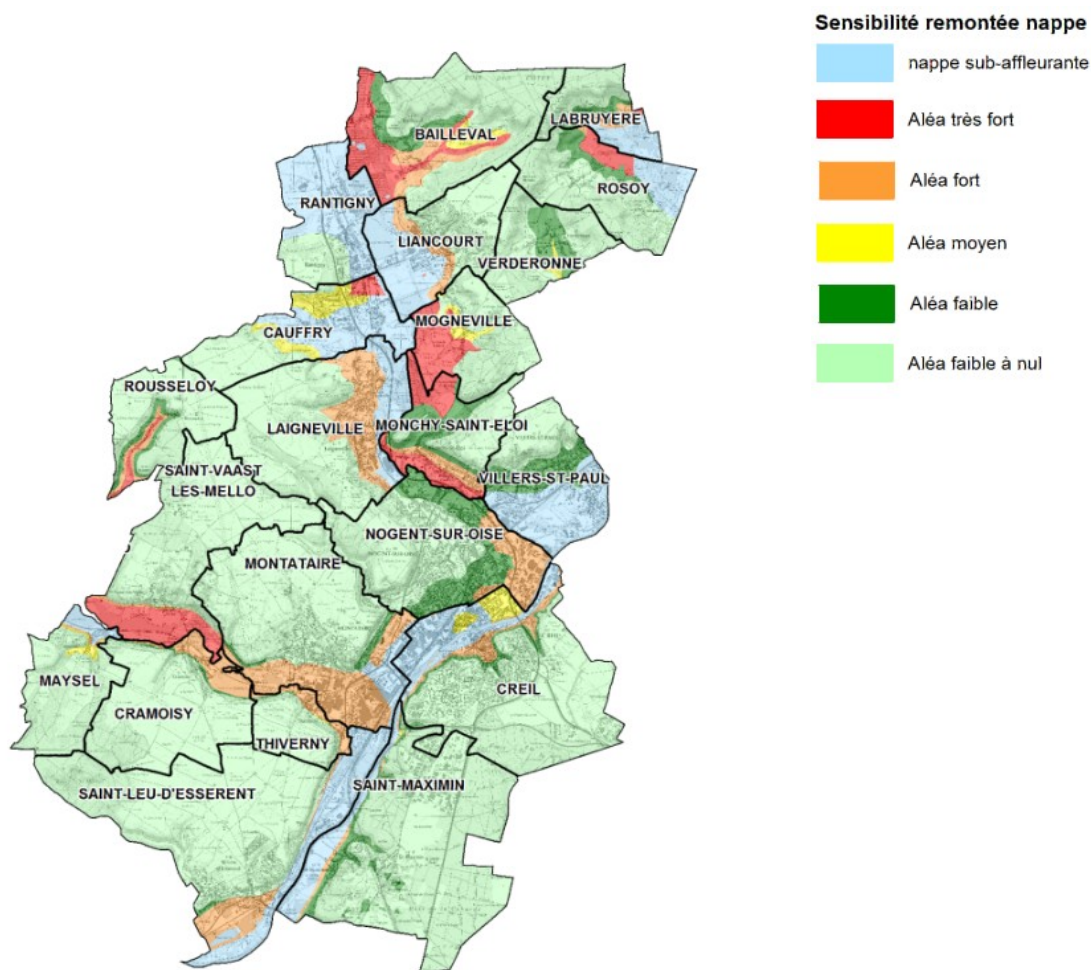 Sensibilité remontée nappe
nappe sub-affleurante
Aléa très fort
Aléa fort
Aléa moyen
Aléa faible
Aléa faible à nul
LABRUYERE
BAILLEVAL
ROSOY
RANTIGNY
LIANCOURT
VERDERONNE
MOGNEVILLE
CAUFFRY
ROUSSELOY
LAIGNEVILLE
MONCHY-SAINT-ELOI
SAINT-VAAST
LES-MELLO
VILLERS-ST-PAUL
NOGENT-SUR-OISE
MONTATAIRE
MAYSEL
CREIL
CRAMOISY
THIVERNY
SAINT-MAXIMIN
SAINT-LEU-D'ESSERENT